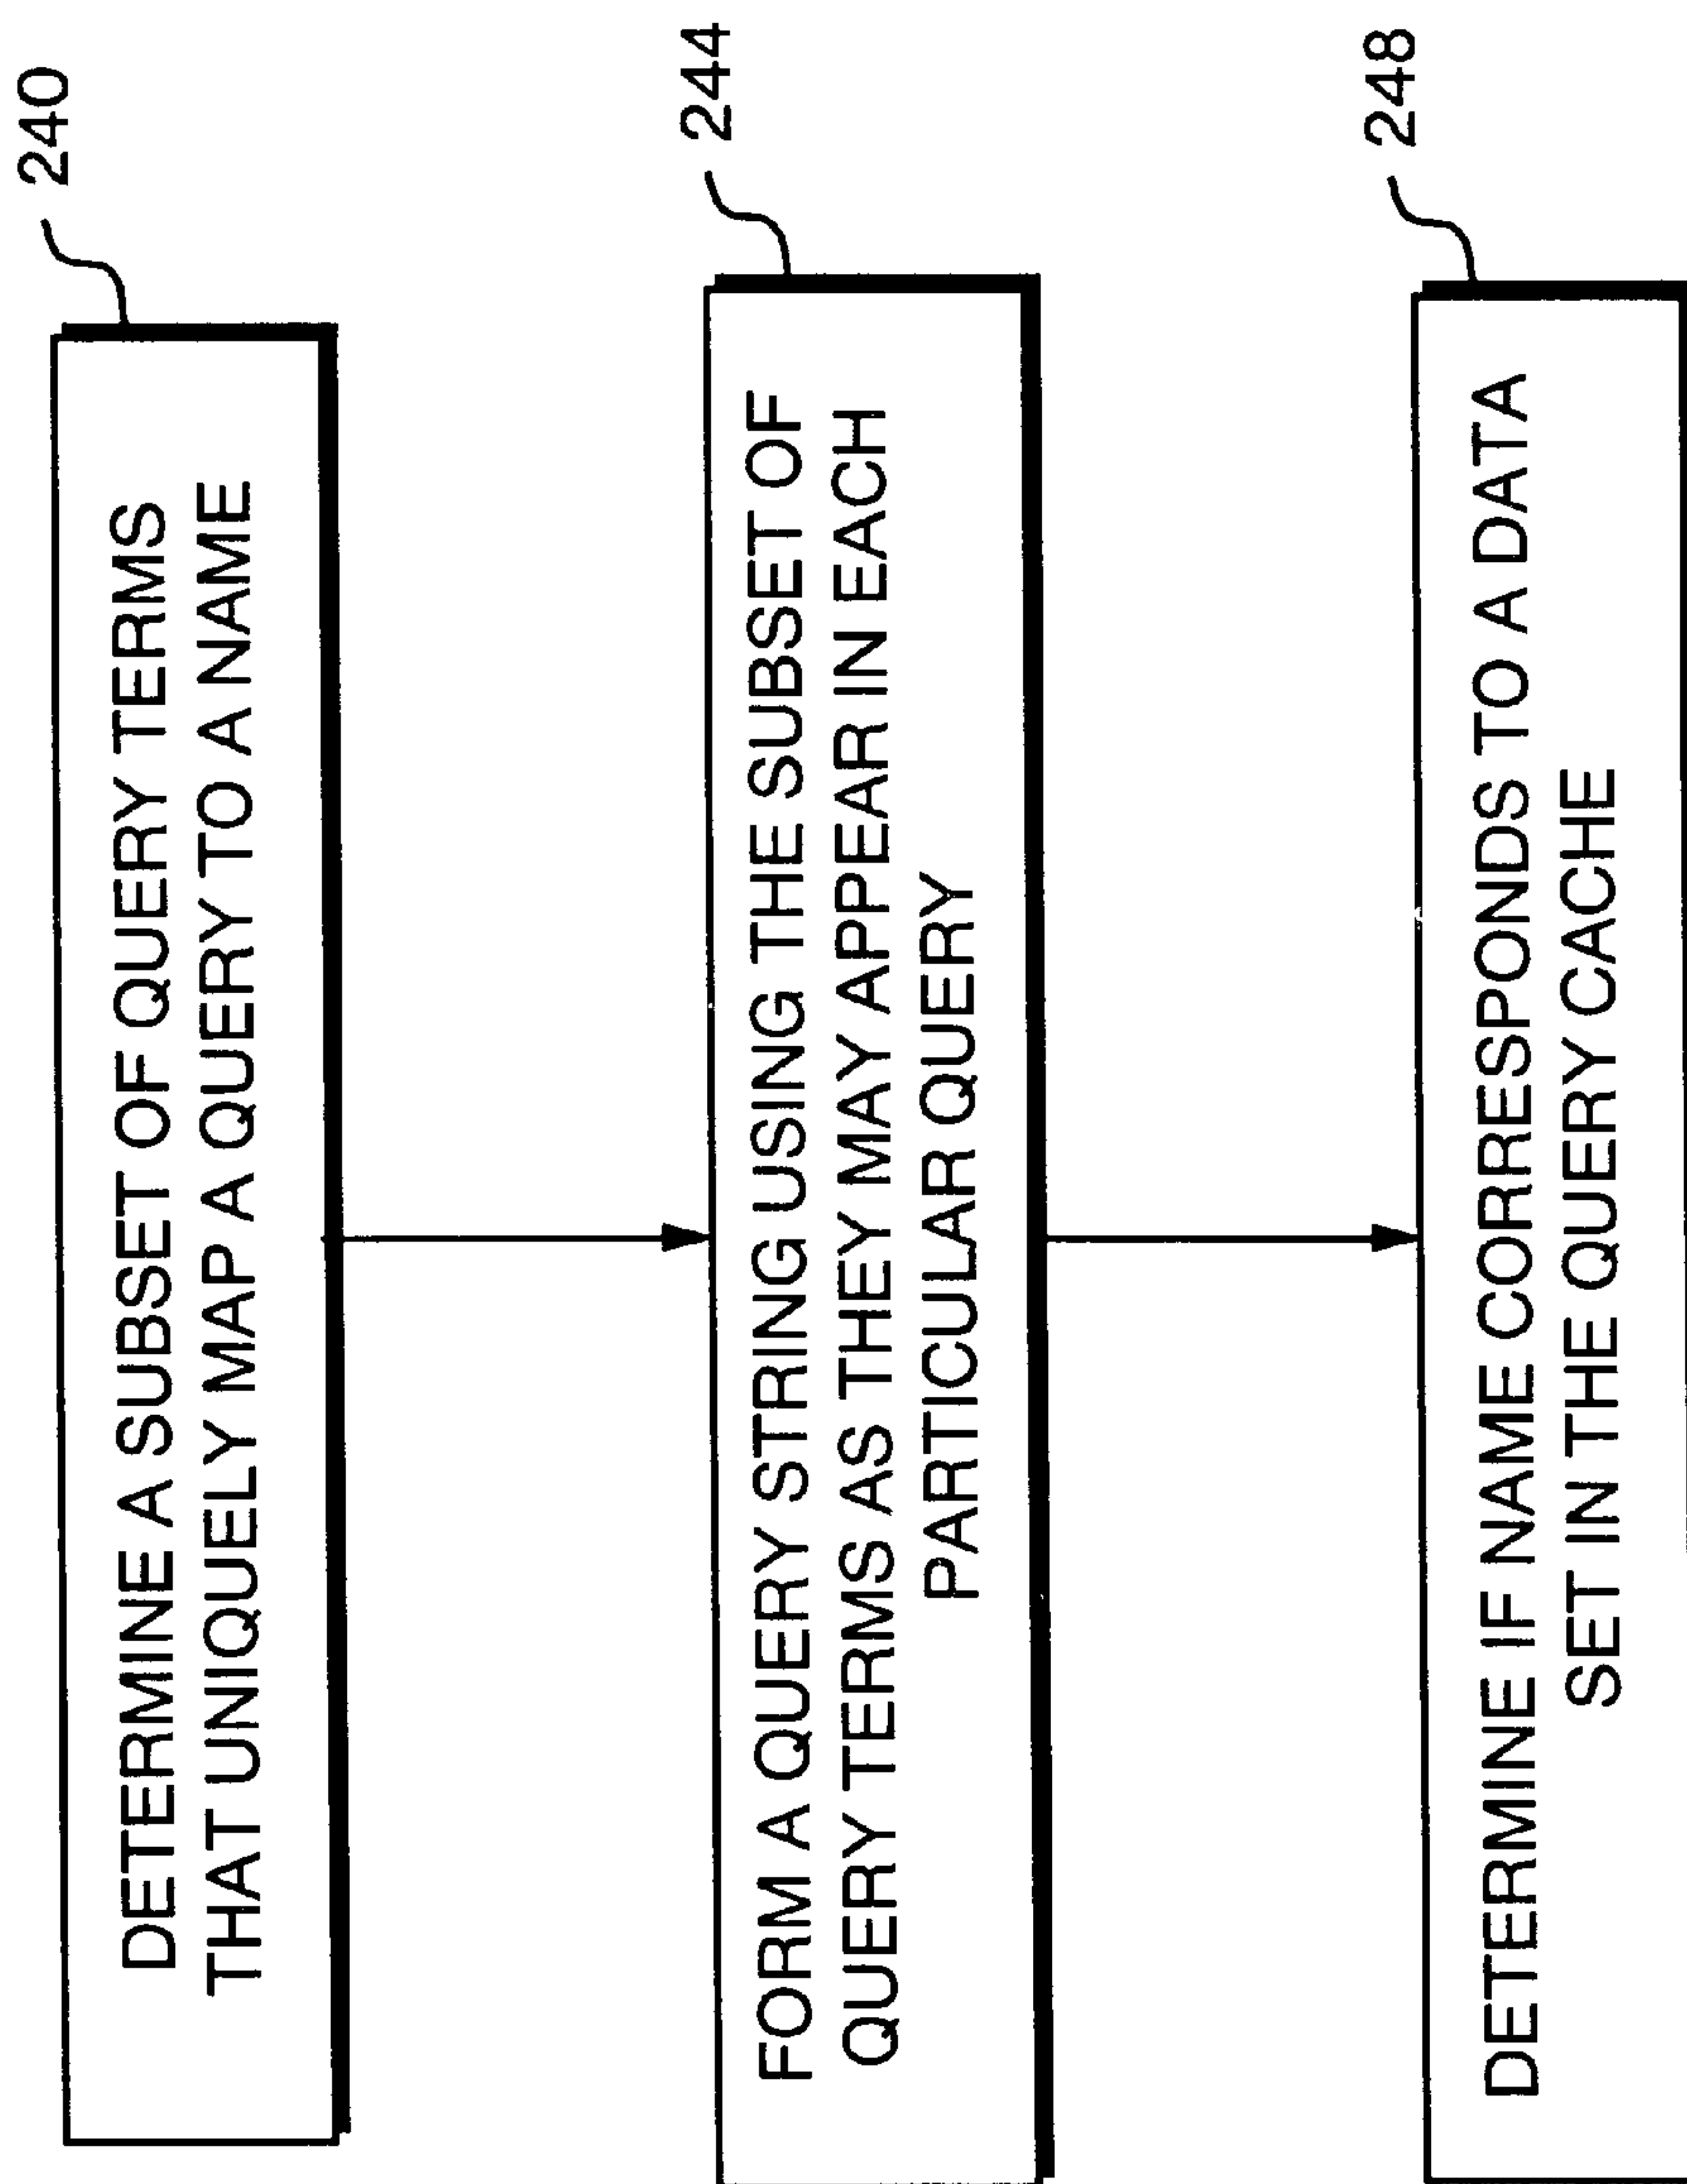 240
DETERMINE A SUBSET OF QUERY TERMS
THAT UNIQUELY MAP A QUERY TO A NAME
244
FORM A QUERY STRING USING THE SUBSET OF
QUERY TERMS AS THEY MAY APPEAR IN EACH
PARTICULAR QUERY
248
DETERMINE IF NAME CORRESPONDS TO A DATA
SET IN THE QUERY CACHE